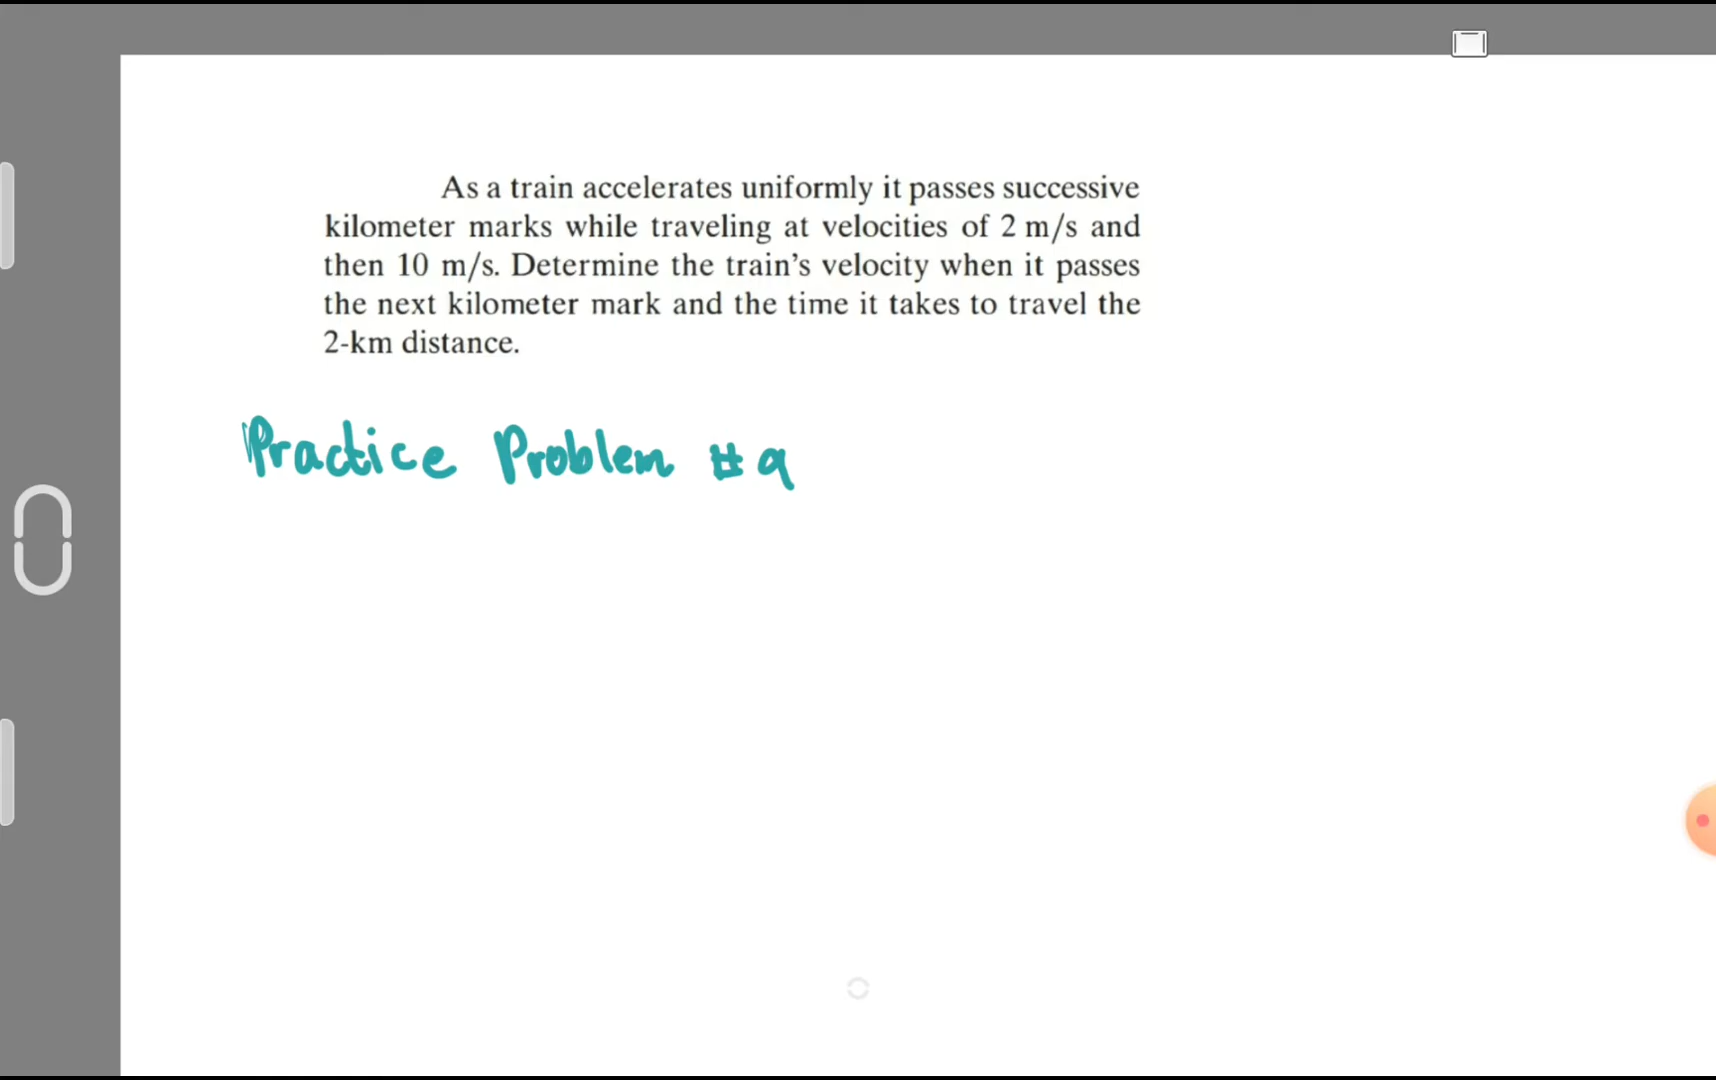 As a train accelerates uniformly it passes successive
kilometer marks while traveling at velocities of 2 m/s and
then 10 m/s. Determine the train's velocity when it passes
the next kilometer mark and the time it takes to travel the
2-km distance.
Practice Problem #9